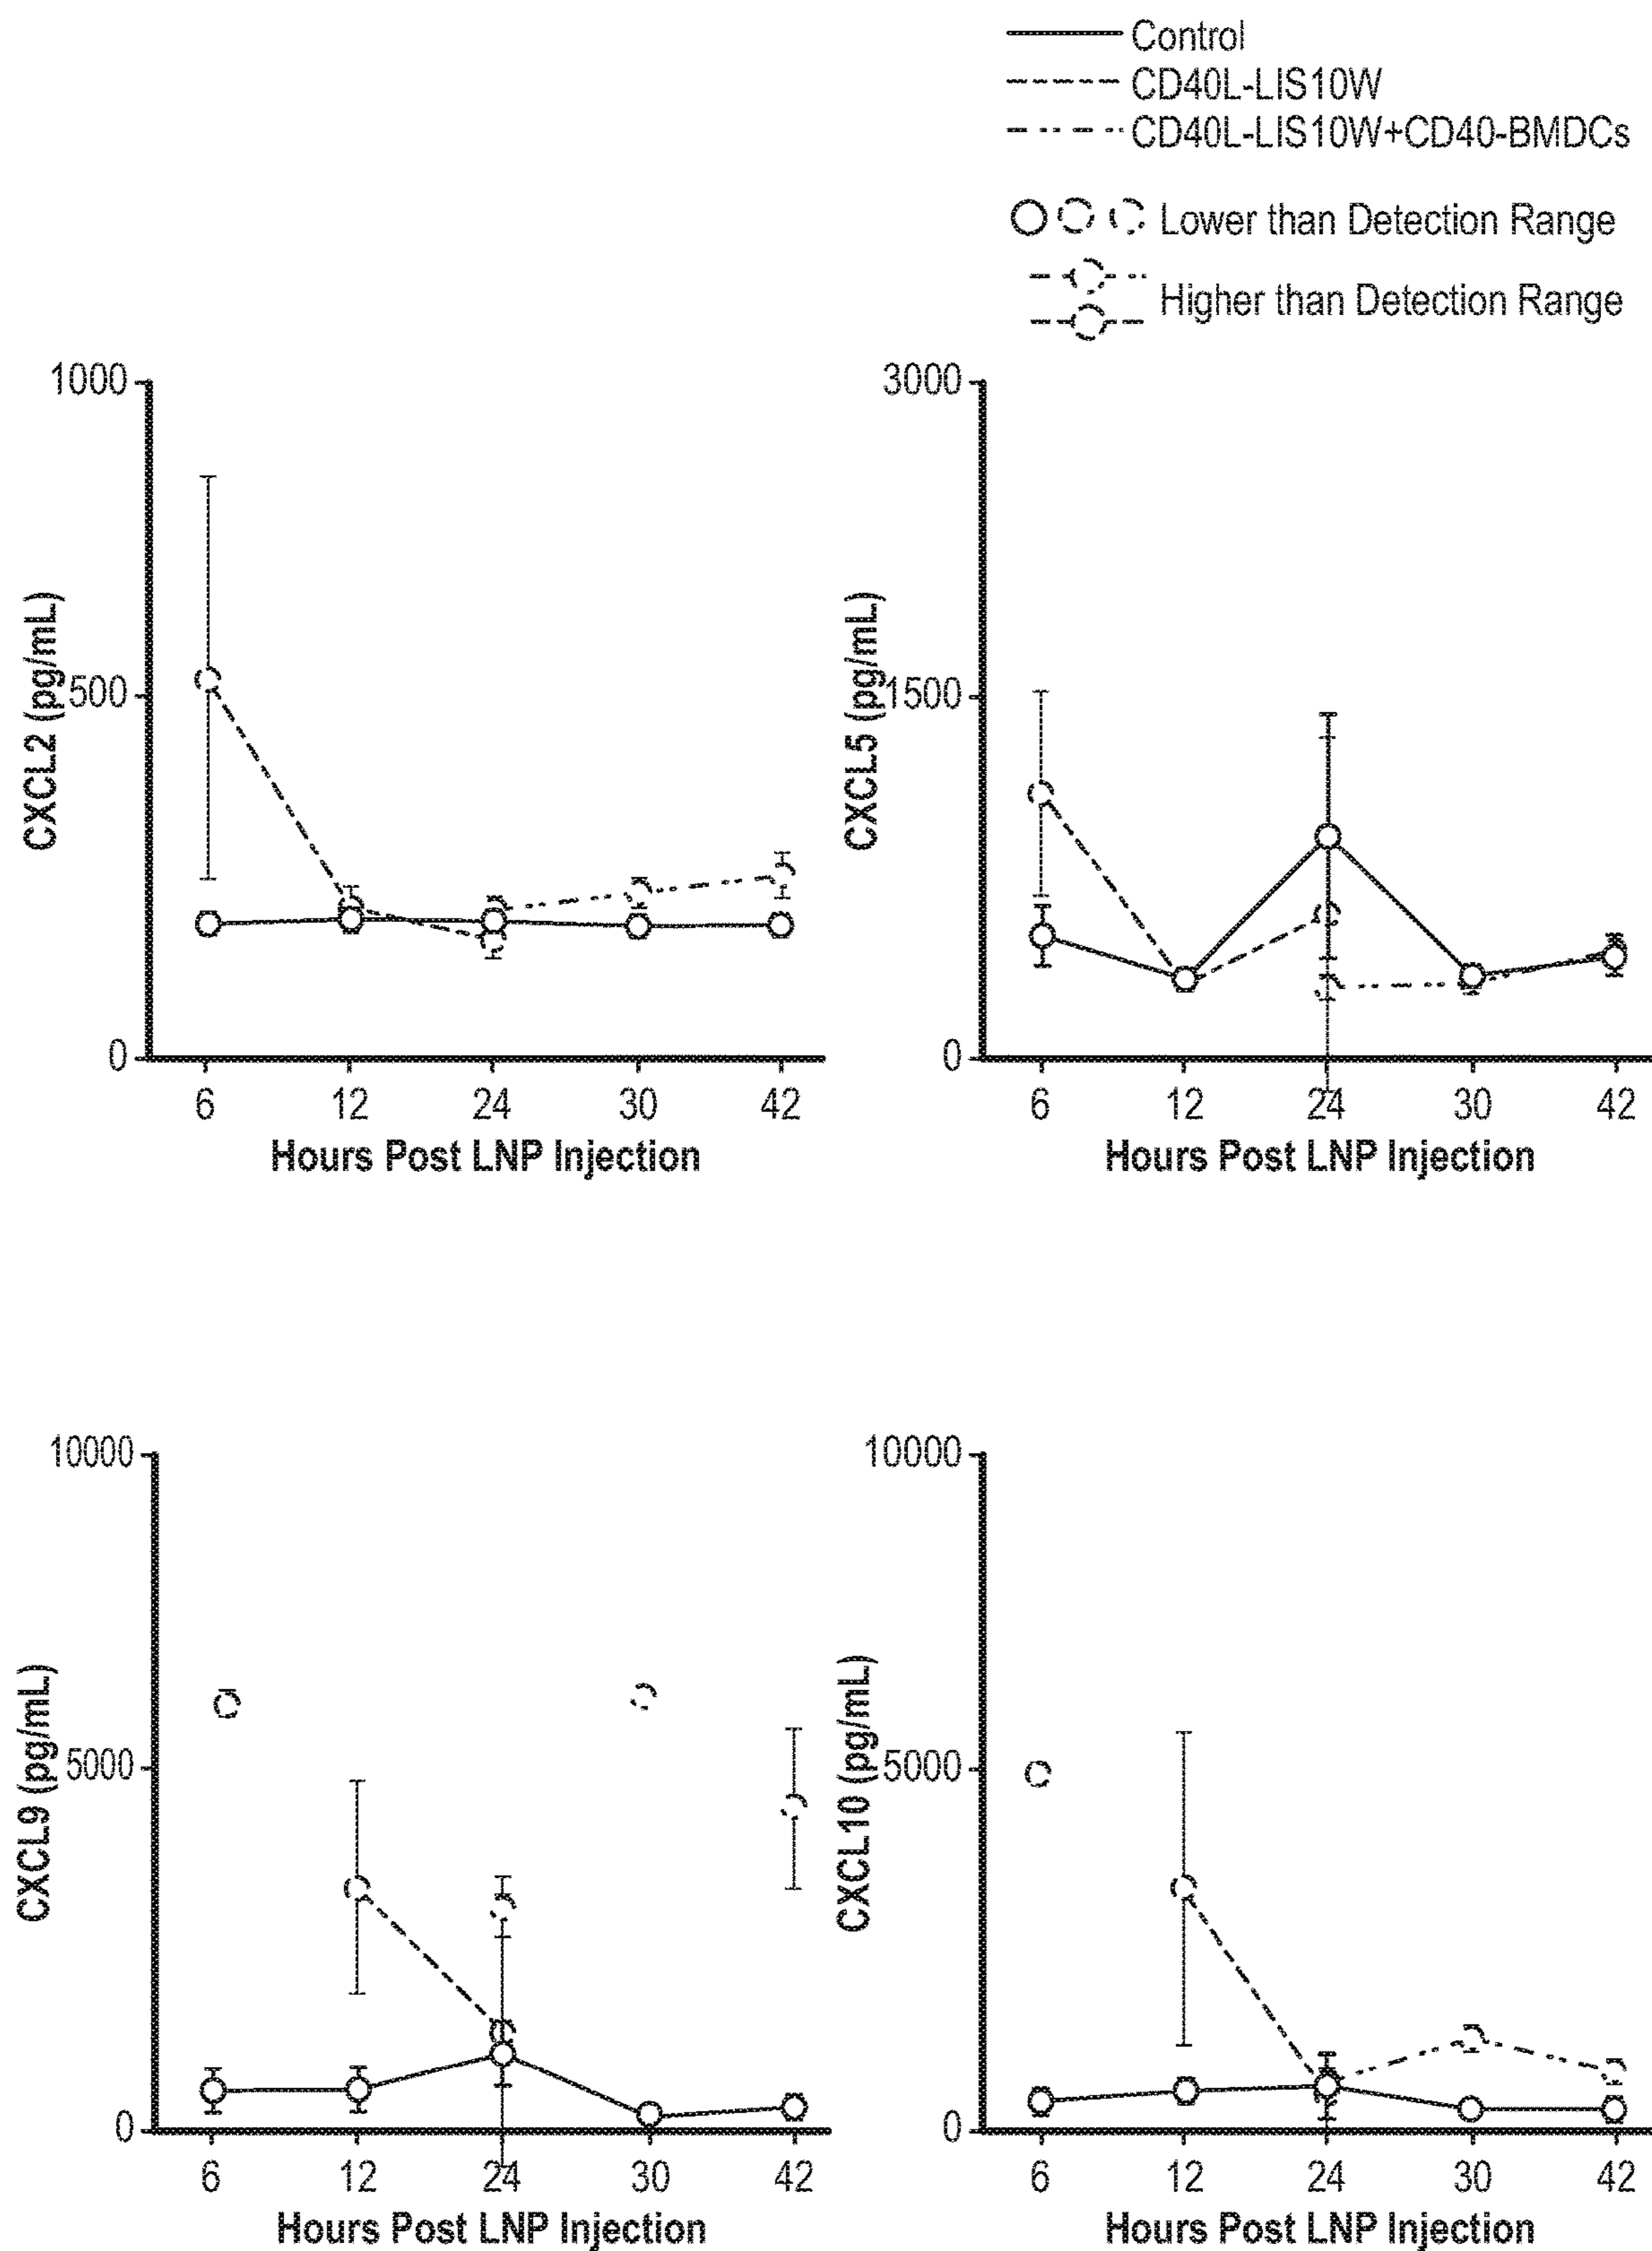 Control
CD40L-LIS10W
CD40L-LIS10W+CD40-BMDCs
Lower than Detection Range
Higher than Detection Range
1000
500
0
CXCL2 (pg/mL)
6 12 24 30 42
Hours Post LNP Injection
3000
1500
0
CXCL5 (pg/mL)
6 12 24 30 42
Hours Post LNP Injection
10000
5000
0
CXCL9 (pg/mL)
6 12 24 30 42
Hours Post LNP Injection
10000
5000
0
CXCL10 (pg/mL)
6 12 24 30 42
Hours Post LNP Injection